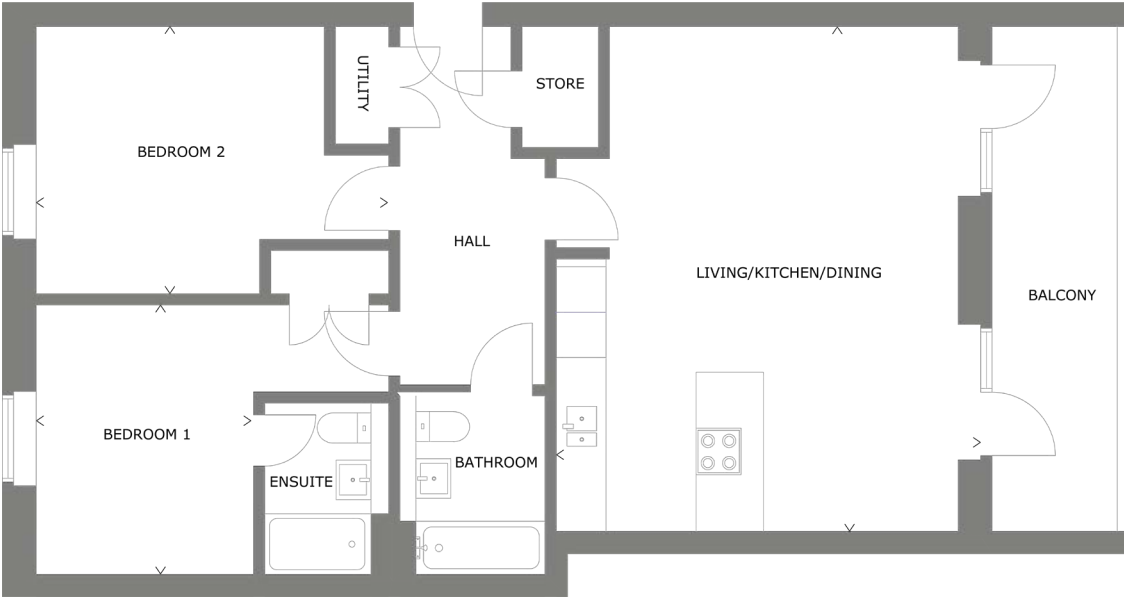 UTILITY
STORE
BEDROOM 2
HALL
LIVING/KITCHEN/DINING
BALCONY
BEDROOM 1
BATHROOM
ENSUITE